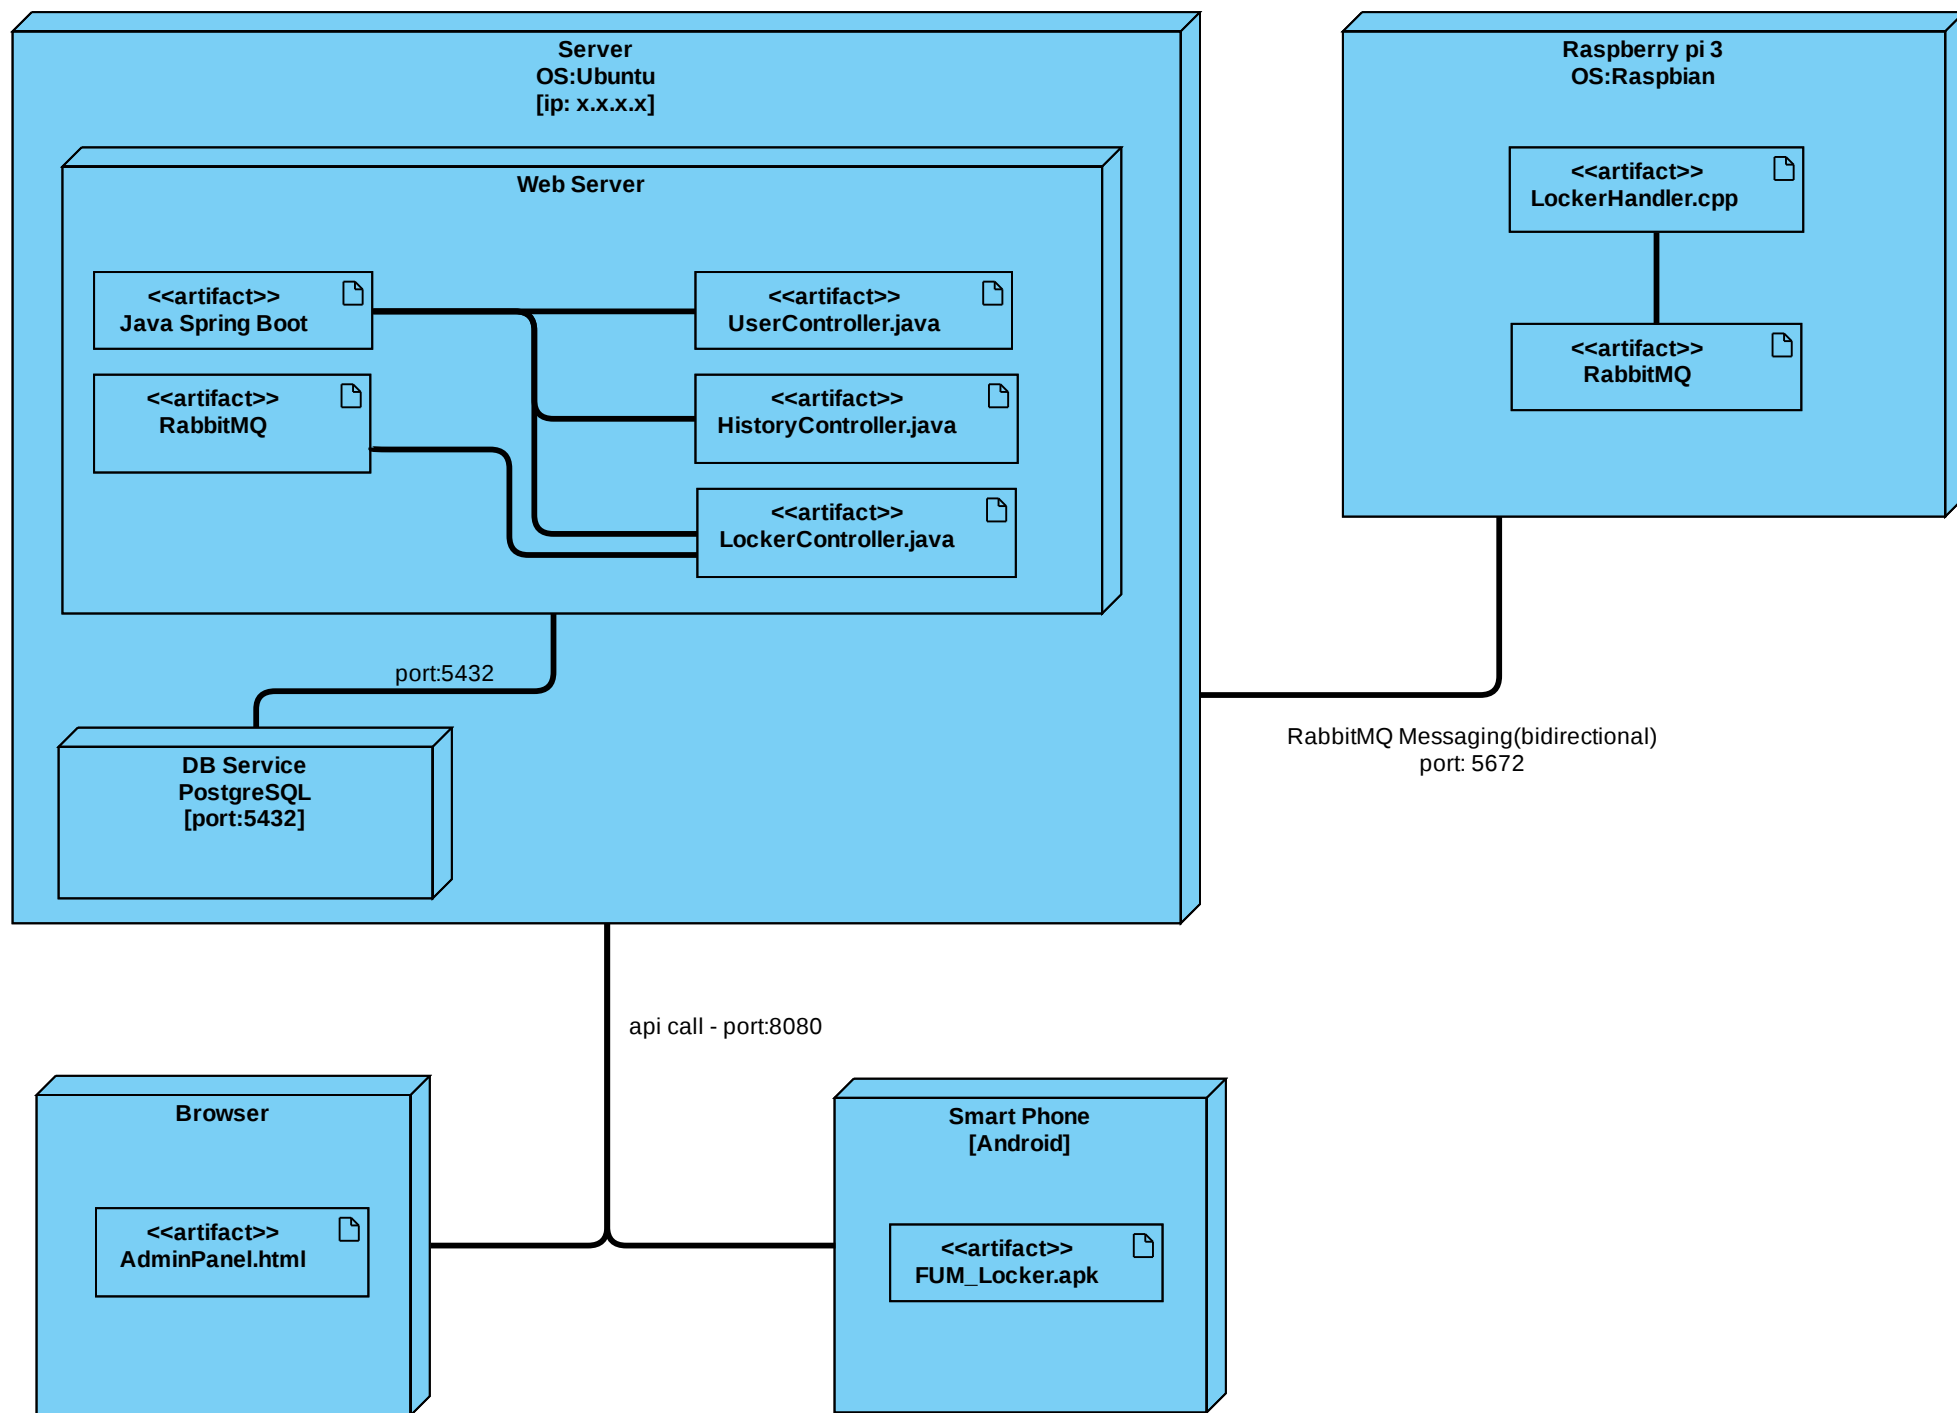 Server
OS:Ubuntu
[ip: x.x.x.x]
Web Server
<<artifact>>
Java Spring Boot
<<artifact>>
UserController.java
<<artifact>>
RabbitMQ
<<artifact>>
HistoryController.java
<<artifact>>
LockerController.java
port:5432
DB Service
PostgreSQL
[port:5432]
Raspberry pi 3
OS:Raspbian
<<artifact>>
LockerHandler.cpp
<<artifact>>
RabbitMQ
RabbitMQ Messaging(bidirectional)
port: 5672
api call - port:8080
Browser
<<artifact>>
AdminPanel.html
Smart Phone
[Android]
<<artifact>>
FUM_Locker.apk